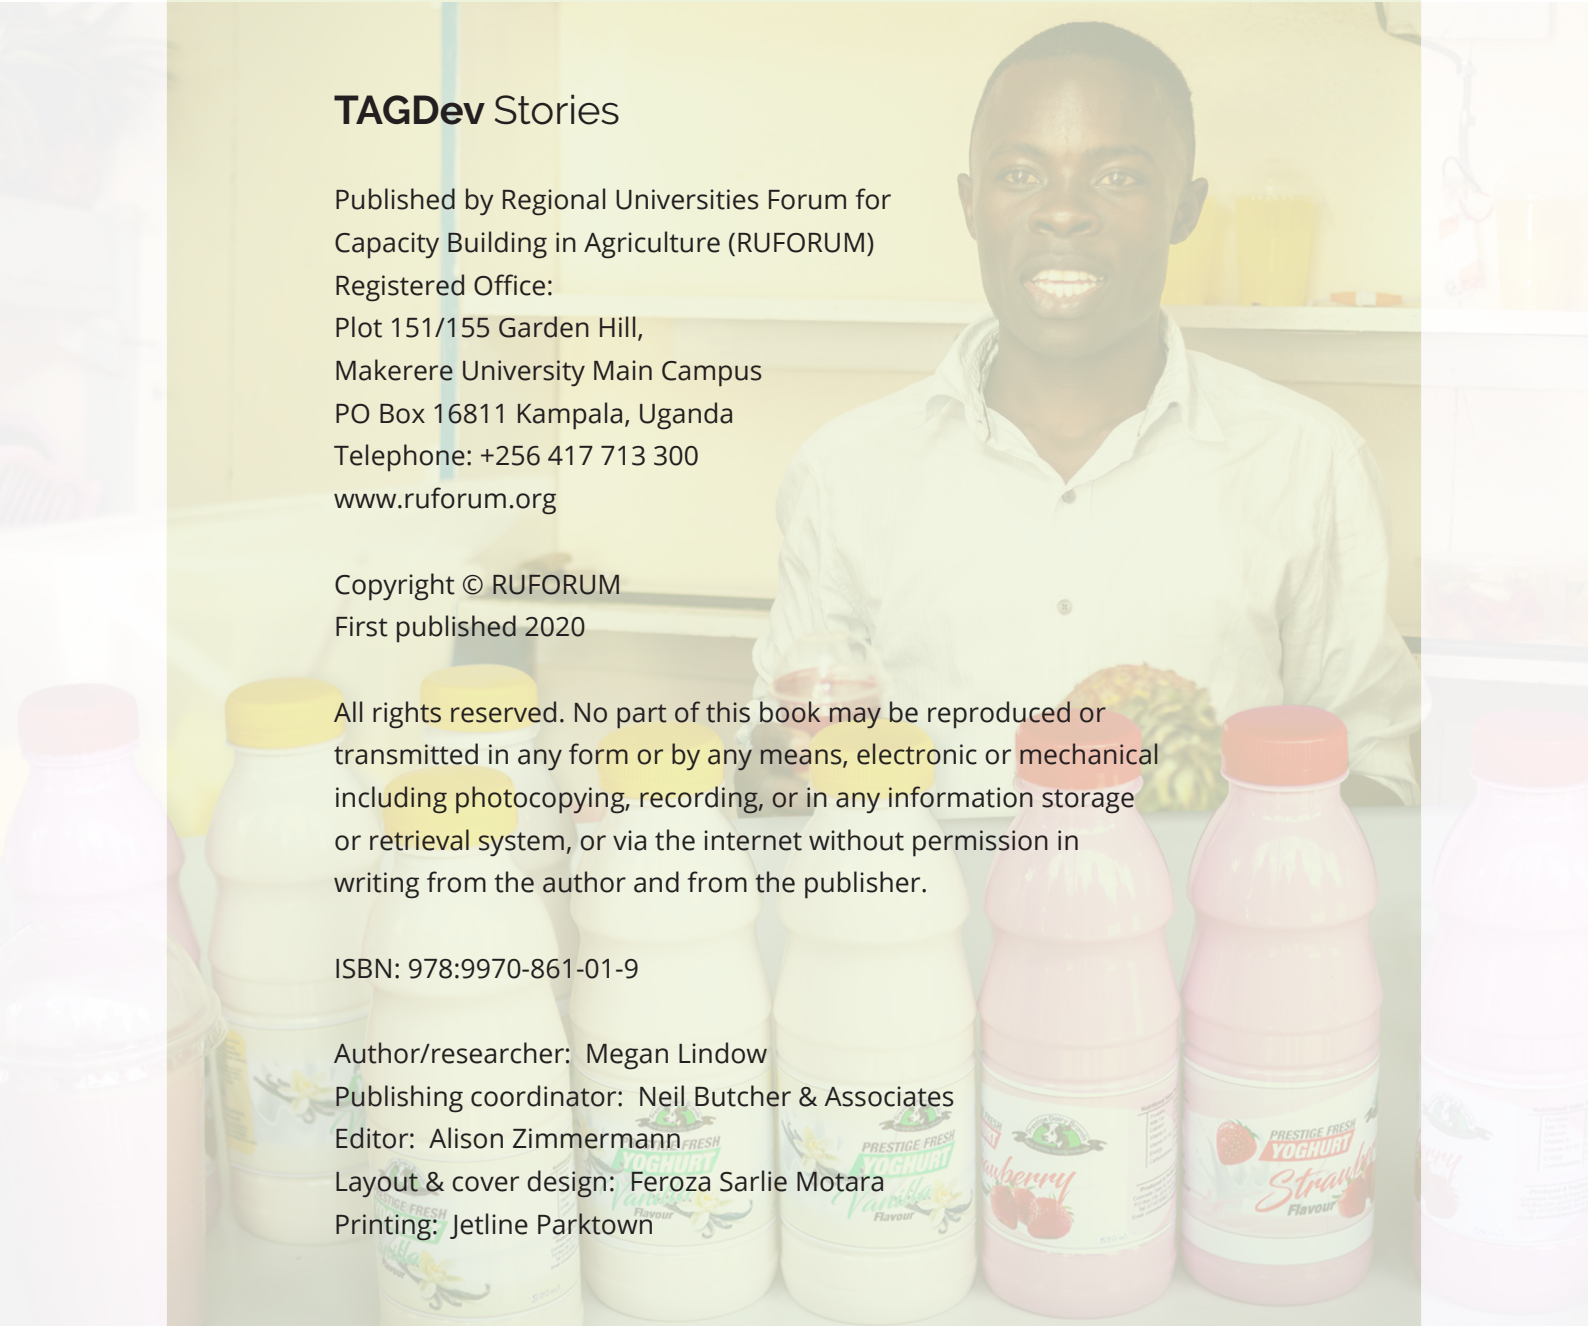 TAGDev Stories
Published by Regional Universities Forum for
Capacity Building in Agriculture (RUFORUM)
Registered Office:
Plot 151/155 Garden Hill,
Makerere University Main Campus
PO Box 16811 Kampala, Uganda
Telephone: +256 417 713 300
www.ruforum.org
Copyright © RUFORUM
First published 2020
All rights reserved. No part of this book may be reproduced or
transmitted in any form or by any means, electronic or mechanical
including photocopying, recording, or in any information storage
or retrieval system, or via the internet without permission in
writing from the author and from the publisher.
ISBN: 978:9970-861-01-9
Author/researcher: Megan Lindow
Publishing coordinator: Neil Butcher & Associates
Editor: Alison Zimmermann
Layout & cover design: Feroza Sarlie Motara
Printing: Jetline Parktown
FRESH
YOGHURT
Vanilla
Flavour
PRESTIGE FRESH
YOGHURT
Vanilla
Flavour
PRESTIGE FRESH
YOGHURT
Flavour